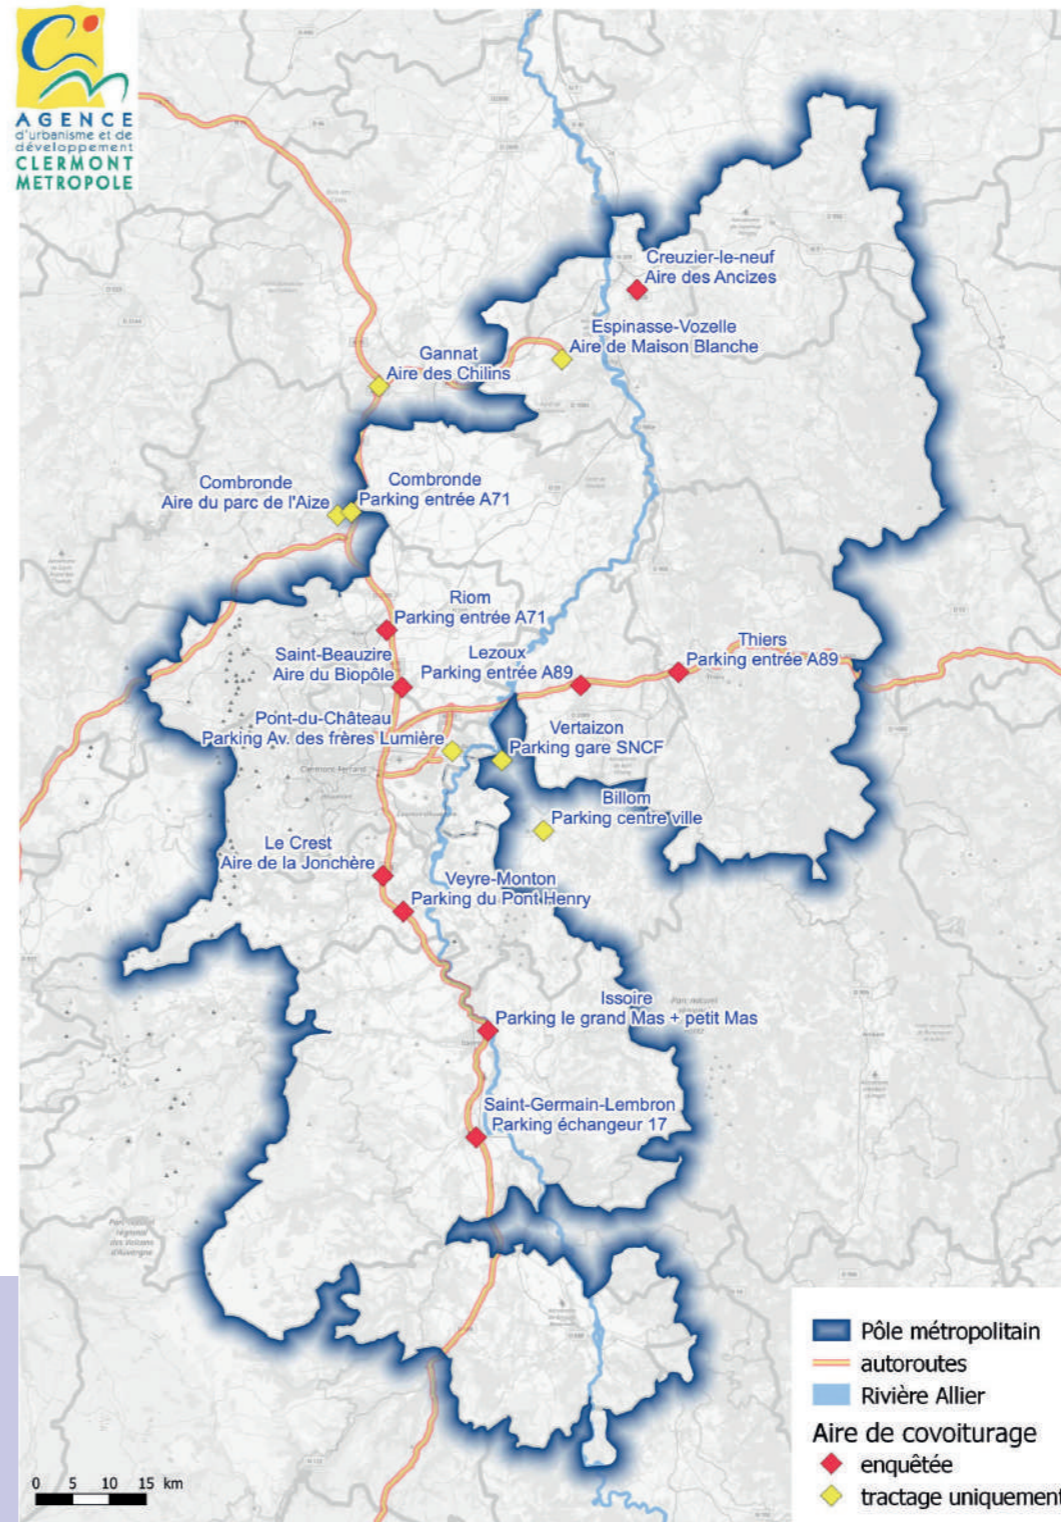 AGENCE
d'urbanisme et de
développement
CLERMONT
METROPOLE
Creuzier-le-neuf
Aire des Ancizes
Espinasse-Vozelle
Aire de Maison Blanche
Gannat
Aire des Chilins
Combronde
Aire du parc de l'Aize
Combronde
Parking entrée A71
Riom
Parking entrée A71
Saint-Beauzire
Aire du Biopôle
Lezoux
Parking entrée A89
Thiers
Parking entrée A89
Pont-du-Château
Parking Av. des frères Lumière
Vertaizon
Parking gare SNCF
Clermont-Ferrand
Billom
Parking centre ville
Le Crest
Aire de la Jonchère
Veyre-Monton
Parking du Pont Henry
Issoire
Parking le grand Mas + petit Mas
Saint-Germain-Lembron
Parking échangeur 17
Pôle métropolitain
autoroutes
Rivière Allier
Aire de covoiturage
enquêtée
tractage uniquement
0 5 10 15 km